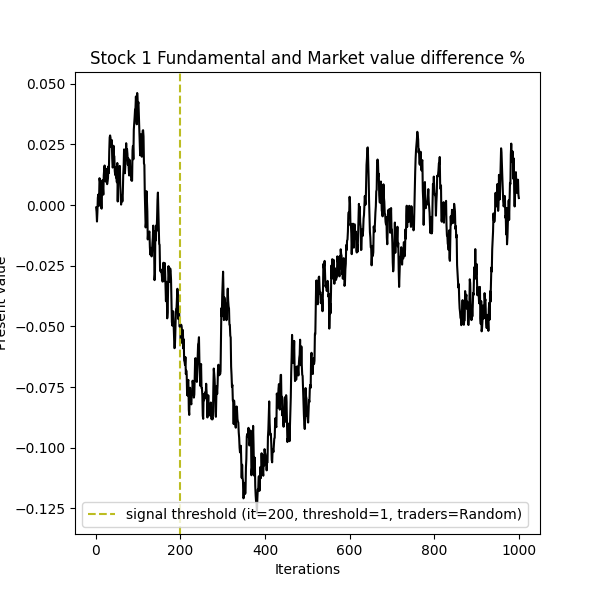 Stock 1 Fundamental and Market value difference %
0.050
0.025
0.000
−0.025
−0.050
−0.075
−0.100
−0.125
Present value
signal threshold (it=200, threshold=1, traders=Random)
0 200 400 600 800 1000
Iterations